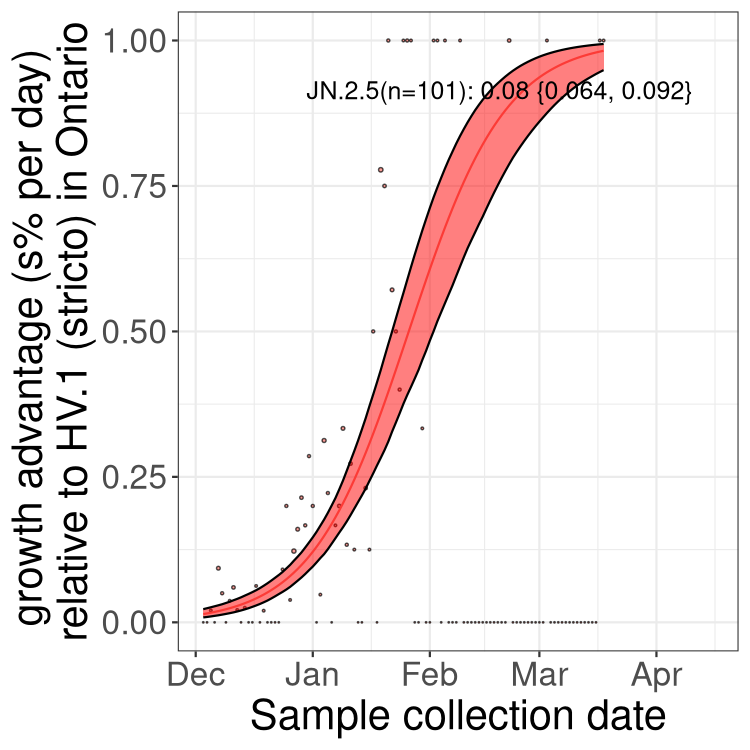 growth advantage (s% per day)
relative to HV.1 (stricto) in Ontario
1.00
0.75
0.50
0.25
0.00
JN.2.5(n=101): 0.08 {0.064, 0.092}
Dec Jan Feb Mar Apr
Sample collection date